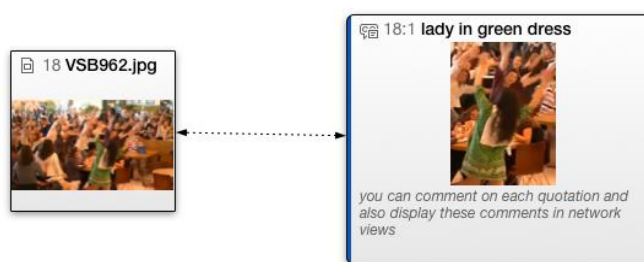 18 VSB962.jpg
18:1 lady in green dress
you can comment on each quotation and
also display these comments in network
views